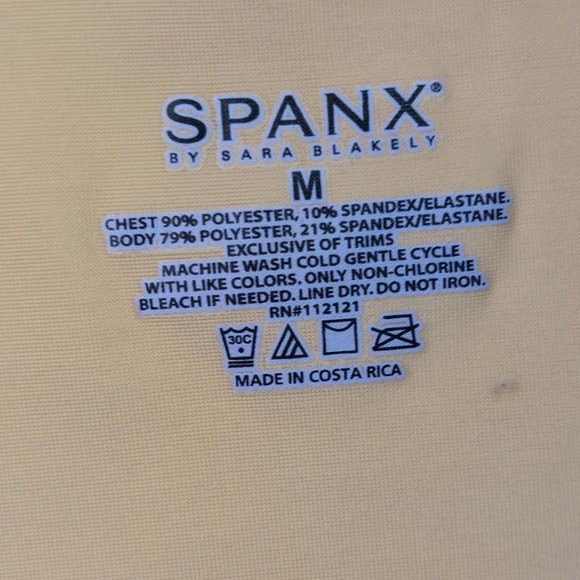 SPANX®
BY SARA BLAKELY
M
CHEST 90% POLYESTER, 10% SPANDEX/ELASTANE.
BODY 79% POLYESTER, 21% SPANDEX/ELASTANE.
EXCLUSIVE OF TRIMS
MACHINE WASH COLD GENTLE CYCLE
WITH LIKE COLORS. ONLY NON-CHLORINE
BLEACH IF NEEDED. LINE DRY. DO NOT IRON.
RN#112121
30C
MADE IN COSTA RICA